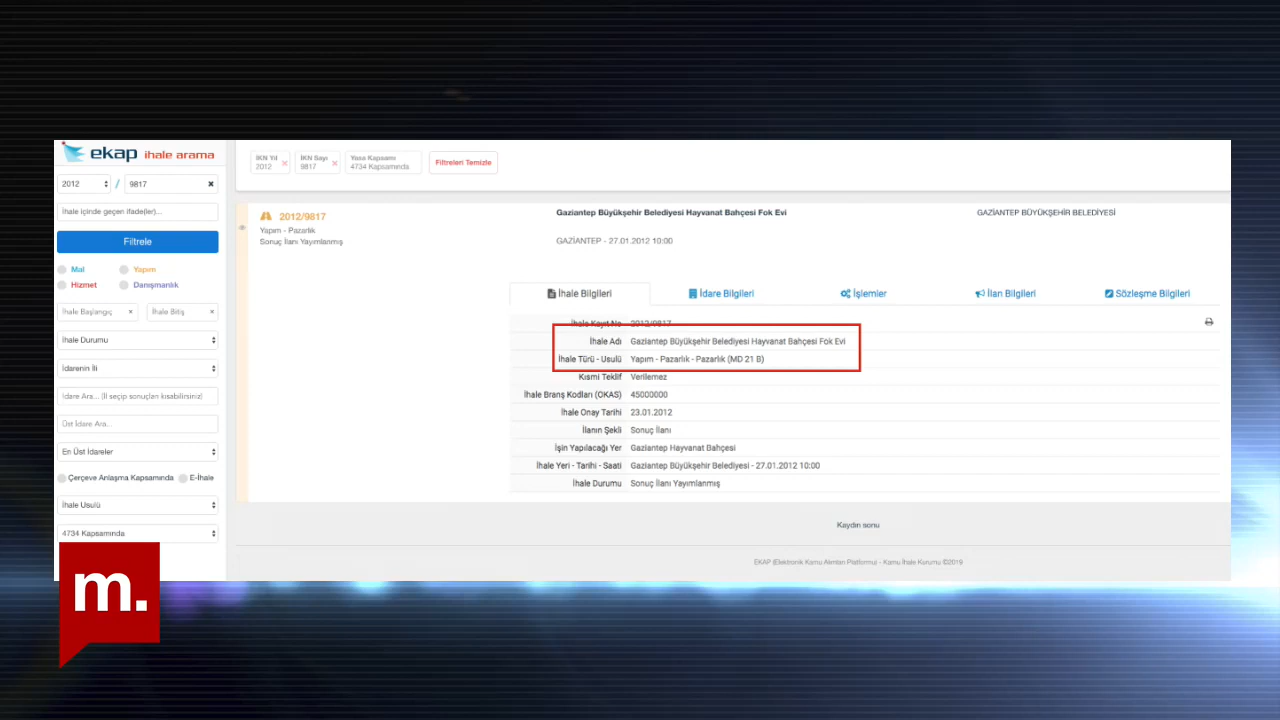 ekap ihale arama
2012 / 9817 ×
İhale içinde geçen ifade(ler)...
Filtrele
Mal Yapım
Hizmet Danışmanlık
İhale Başlangıç × İhale Bitiş ×
İhale Durumu
İdarenin İli
İdare Ara... (İl seçip sonuçları kısabilirsiniz)
Üst İdare Ara...
En Üst İdareler
Çerçeve Anlaşma Kapsamında E-İhale
İhale Usulü
4734 Kapsamında
m.
IKN Yıl
2012 ×
IKN Sayı
9817 ×
Yasa Kapsamı
4734 Kapsamında
Filtreleri Temizle
2012/9817
Yapım - Pazarlık
Sonuç İlanı Yayımlanmış
Gaziantep Büyükşehir Belediyesi Hayvanat Bahçesi Fok Evi
GAZİANTEP - 27.01.2012 10:00
GAZİANTEP BÜYÜKŞEHİR BELEDİYESİ
İhale Bilgileri İdare Bilgileri İşlemler İlan Bilgileri Sözleşme Bilgileri
İhale Kayıt No 2012/9817
İhale Adı Gaziantep Büyükşehir Belediyesi Hayvanat Bahçesi Fok Evi
İhale Türü - Usulü Yapım - Pazarlık - Pazarlık (MD 21 B)
Kısmi Teklif Verilemez
İhale Branş Kodları (OKAS) 45000000
İhale Onay Tarihi 23.01.2012
İlanın Şekli Sonuç İlanı
İşin Yapılacağı Yer Gaziantep Hayvanat Bahçesi
İhale Yeri - Tarihi - Saati Gaziantep Büyükşehir Belediyesi - 27.01.2012 10:00
İhale Durumu Sonuç İlanı Yayımlanmış
Kaydın sonu
EKAP (Elektronik Kamu Alımları Platformu) - Kamu İhale Kurumu ©2019